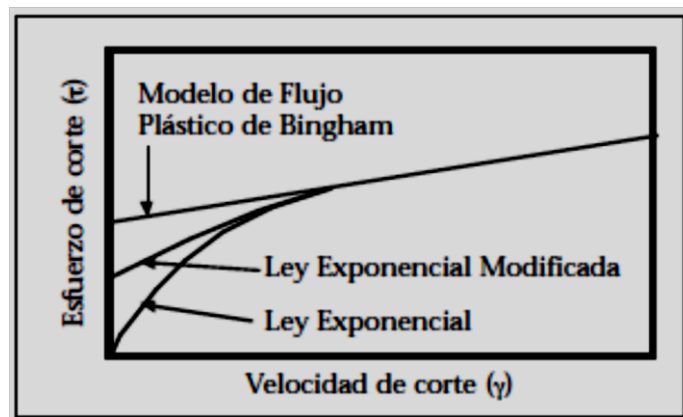 Modelo de Flujo
Plástico de Bingham
Esfuerzo de corte (τ)
Ley Exponencial Modificada
Ley Exponencial
Velocidad de corte (γ)